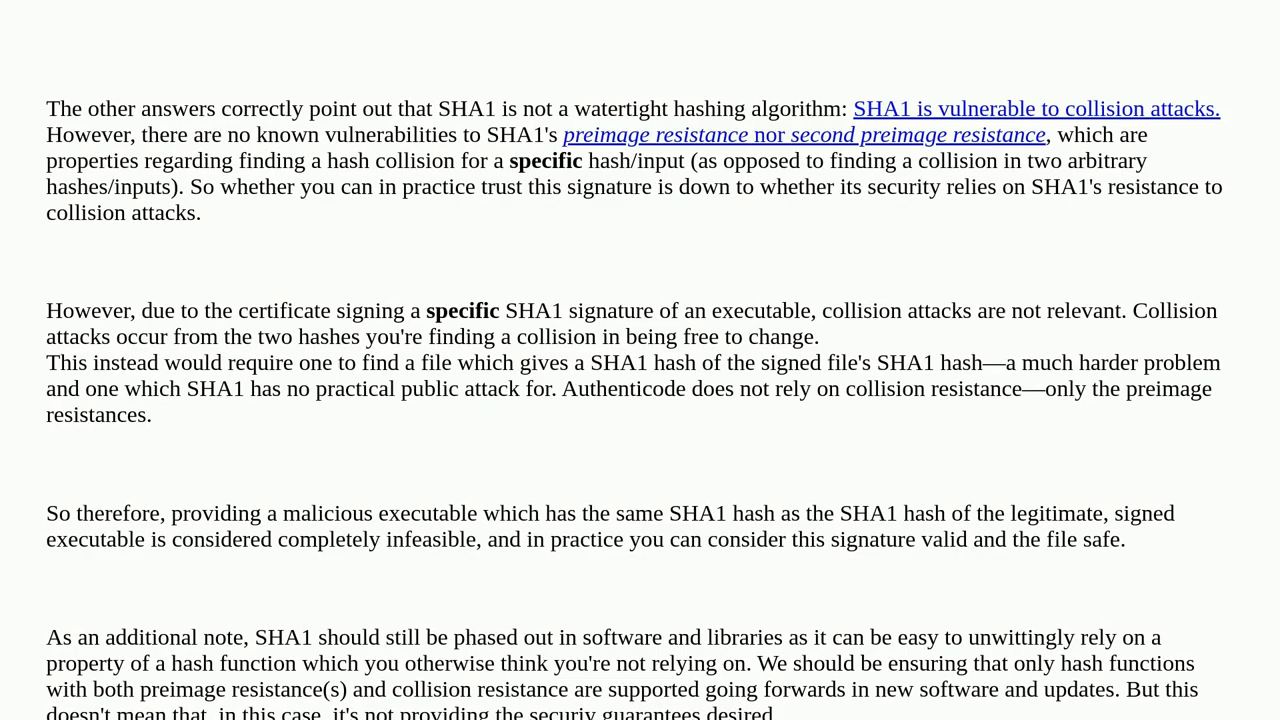 The other answers correctly point out that SHA1 is not a watertight hashing algorithm: SHA1 is vulnerable to collision attacks.
However, there are no known vulnerabilities to SHA1's preimage resistance nor second preimage resistance, which are
properties regarding finding a hash collision for a specific hash/input (as opposed to finding a collision in two arbitrary
hashes/inputs). So whether you can in practice trust this signature is down to whether its security relies on SHA1's resistance to
collision attacks.
However, due to the certificate signing a specific SHA1 signature of an executable, collision attacks are not relevant. Collision
attacks occur from the two hashes you're finding a collision in being free to change.
This instead would require one to find a file which gives a SHA1 hash of the signed file's SHA1 hash—a much harder problem
and one which SHA1 has no practical public attack for. Authenticode does not rely on collision resistance—only the preimage
resistances.
So therefore, providing a malicious executable which has the same SHA1 hash as the SHA1 hash of the legitimate, signed
executable is considered completely infeasible, and in practice you can consider this signature valid and the file safe.
As an additional note, SHA1 should still be phased out in software and libraries as it can be easy to unwittingly rely on a
property of a hash function which you otherwise think you're not relying on. We should be ensuring that only hash functions
with both preimage resistance(s) and collision resistance are supported going forwards in new software and updates. But this
doesn't mean that, in this case, it's not providing the securiy guarantees desired.